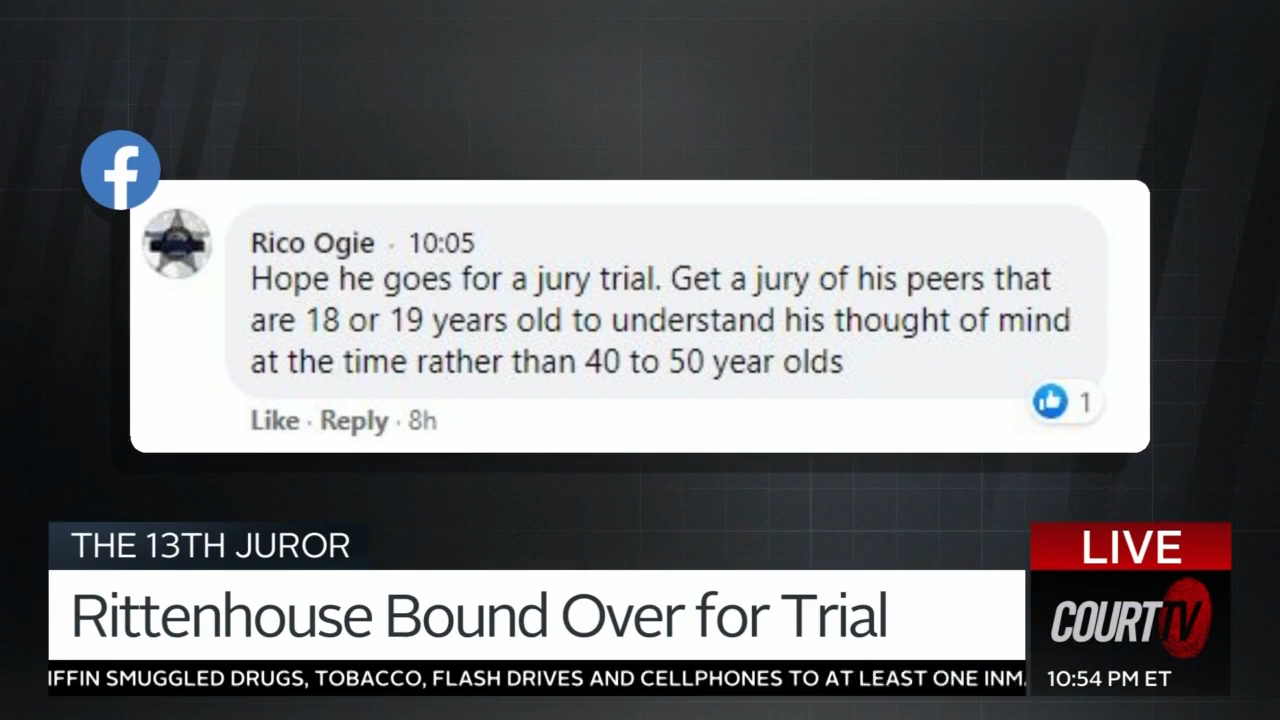 Rico Ogie · 10:05
Hope he goes for a jury trial. Get a jury of his peers that
are 18 or 19 years old to understand his thought of mind
at the time rather than 40 to 50 year olds
1
Like · Reply · 8h
THE 13TH JUROR
LIVE
Rittenhouse Bound Over for Trial
COURT TV
IFFIN SMUGGLED DRUGS, TOBACCO, FLASH DRIVES AND CELLPHONES TO AT LEAST ONE INM
10:54 PM ET